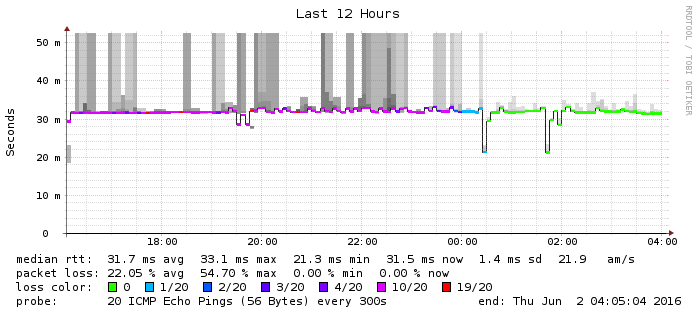 Last 12 Hours
RRDTOOL / TOBI OETIKER
Seconds
50 m
40 m
30 m
20 m
10 m
0
18:00 20:00 22:00 00:00 02:00 04:00
median rtt: 31.7 ms avg 33.1 ms max 21.3 ms min 31.5 ms now 1.4 ms sd 21.9 am/s
packet loss: 22.05 % avg 54.70 % max 0.00 % min 0.00 % now
loss color: 0 1/20 2/20 3/20 4/20 10/20 19/20
probe: 20 ICMP Echo Pings (56 Bytes) every 300s end: Thu Jun 2 04:05:04 2016